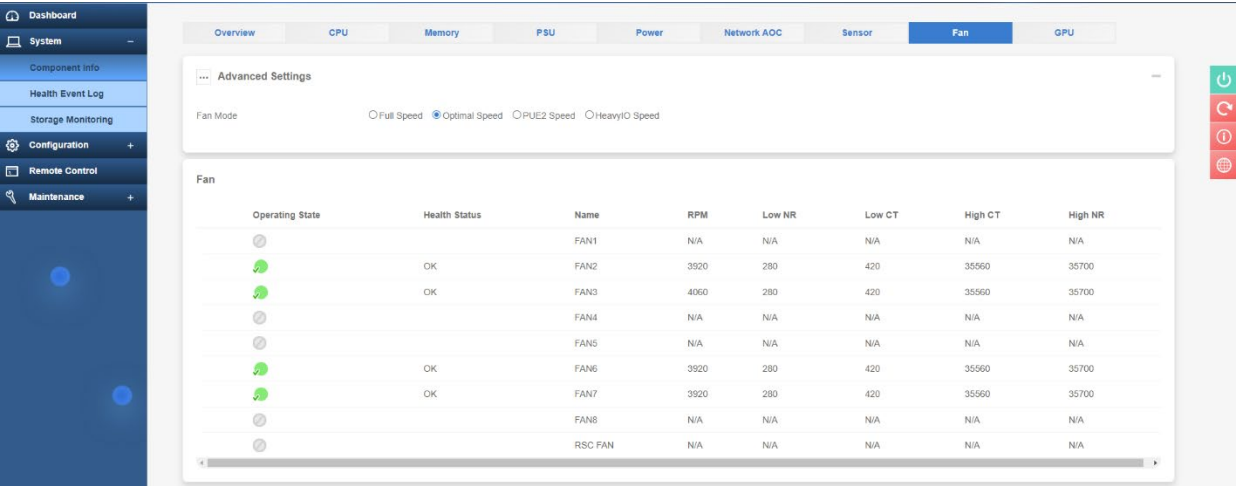 Dashboard
System −
Component Info
Health Event Log
Storage Monitoring
Configuration +
Remote Control
Maintenance +
Overview CPU Memory PSU Power Network AOC Sensor Fan GPU
... Advanced Settings
Fan Mode Full Speed Optimal Speed PUE2 Speed HeavyIO Speed
Fan
Operating State Health Status Name RPM Low NR Low CT High CT High NR
FAN1 N/A N/A N/A N/A N/A
OK FAN2 3920 280 420 35560 35700
OK FAN3 4060 280 420 35560 35700
FAN4 N/A N/A N/A N/A N/A
FAN5 N/A N/A N/A N/A N/A
OK FAN6 3920 280 420 35560 35700
OK FAN7 3920 280 420 35560 35700
FAN8 N/A N/A N/A N/A N/A
RSC FAN N/A N/A N/A N/A N/A